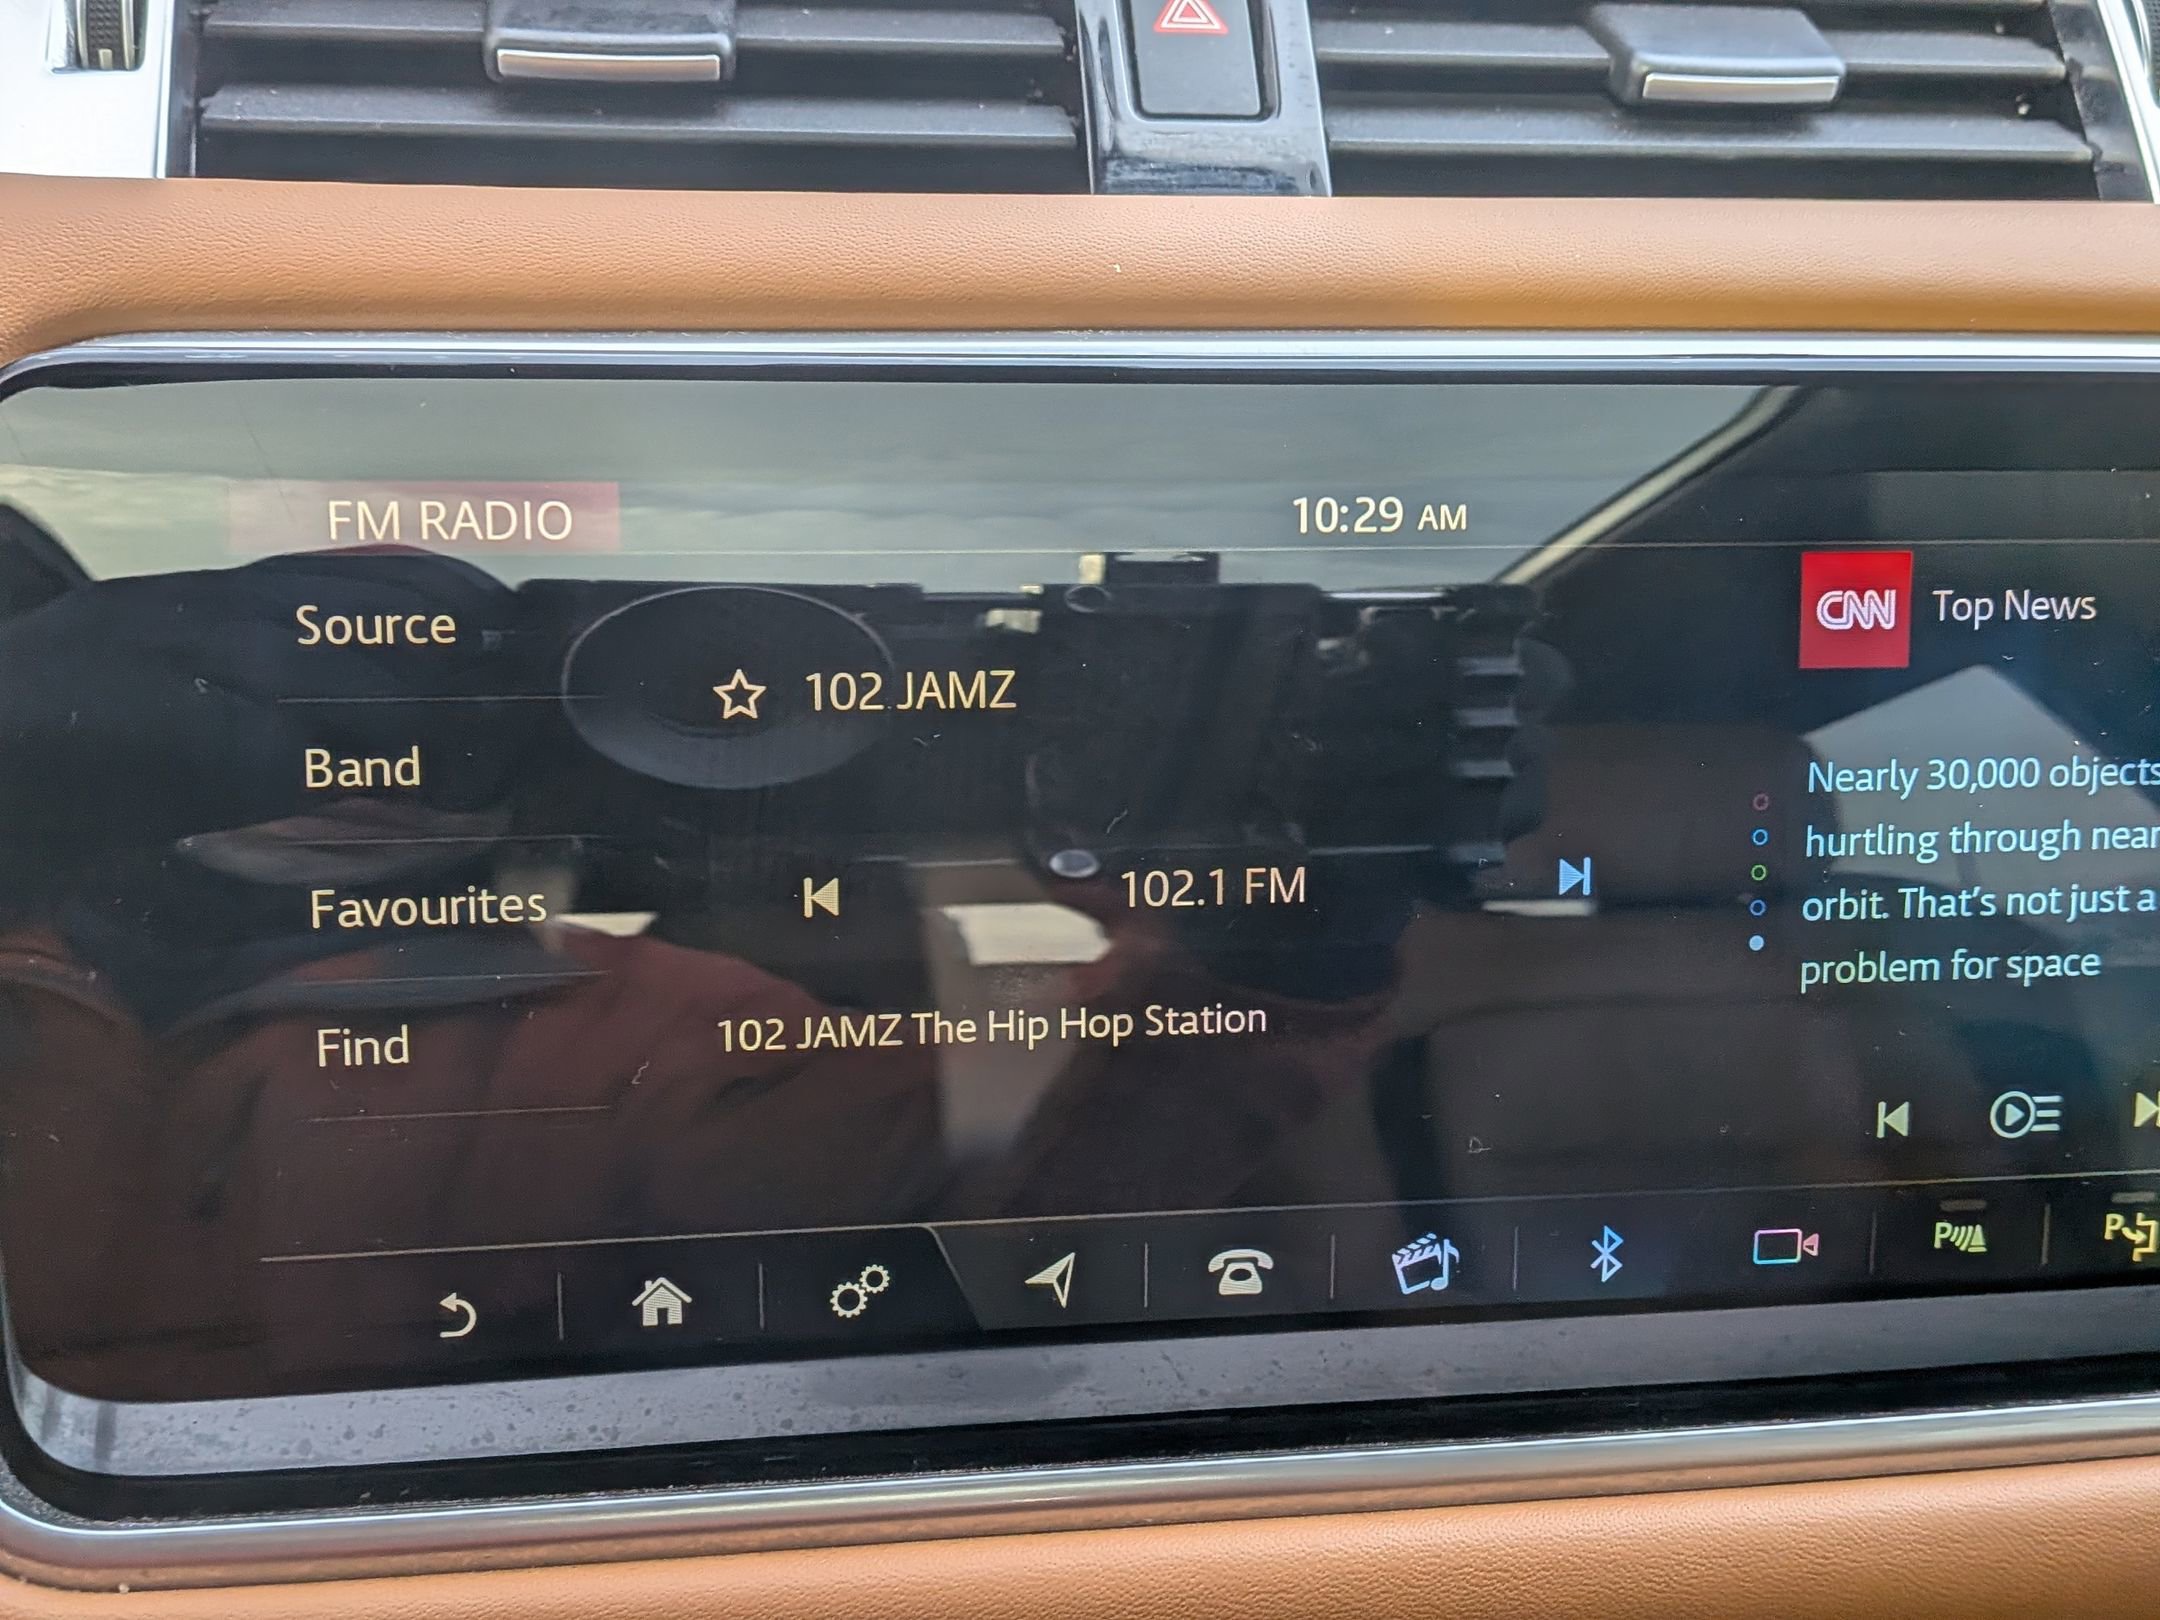 FM RADIO
10:29 AM
Source
Band
Favourites
Find
102 JAMZ
102.1 FM
102 JAMZ The Hip Hop Station
CNN
Top News
Nearly 30,000 objects
hurtling through near
orbit. That's not just a
problem for space
P
P